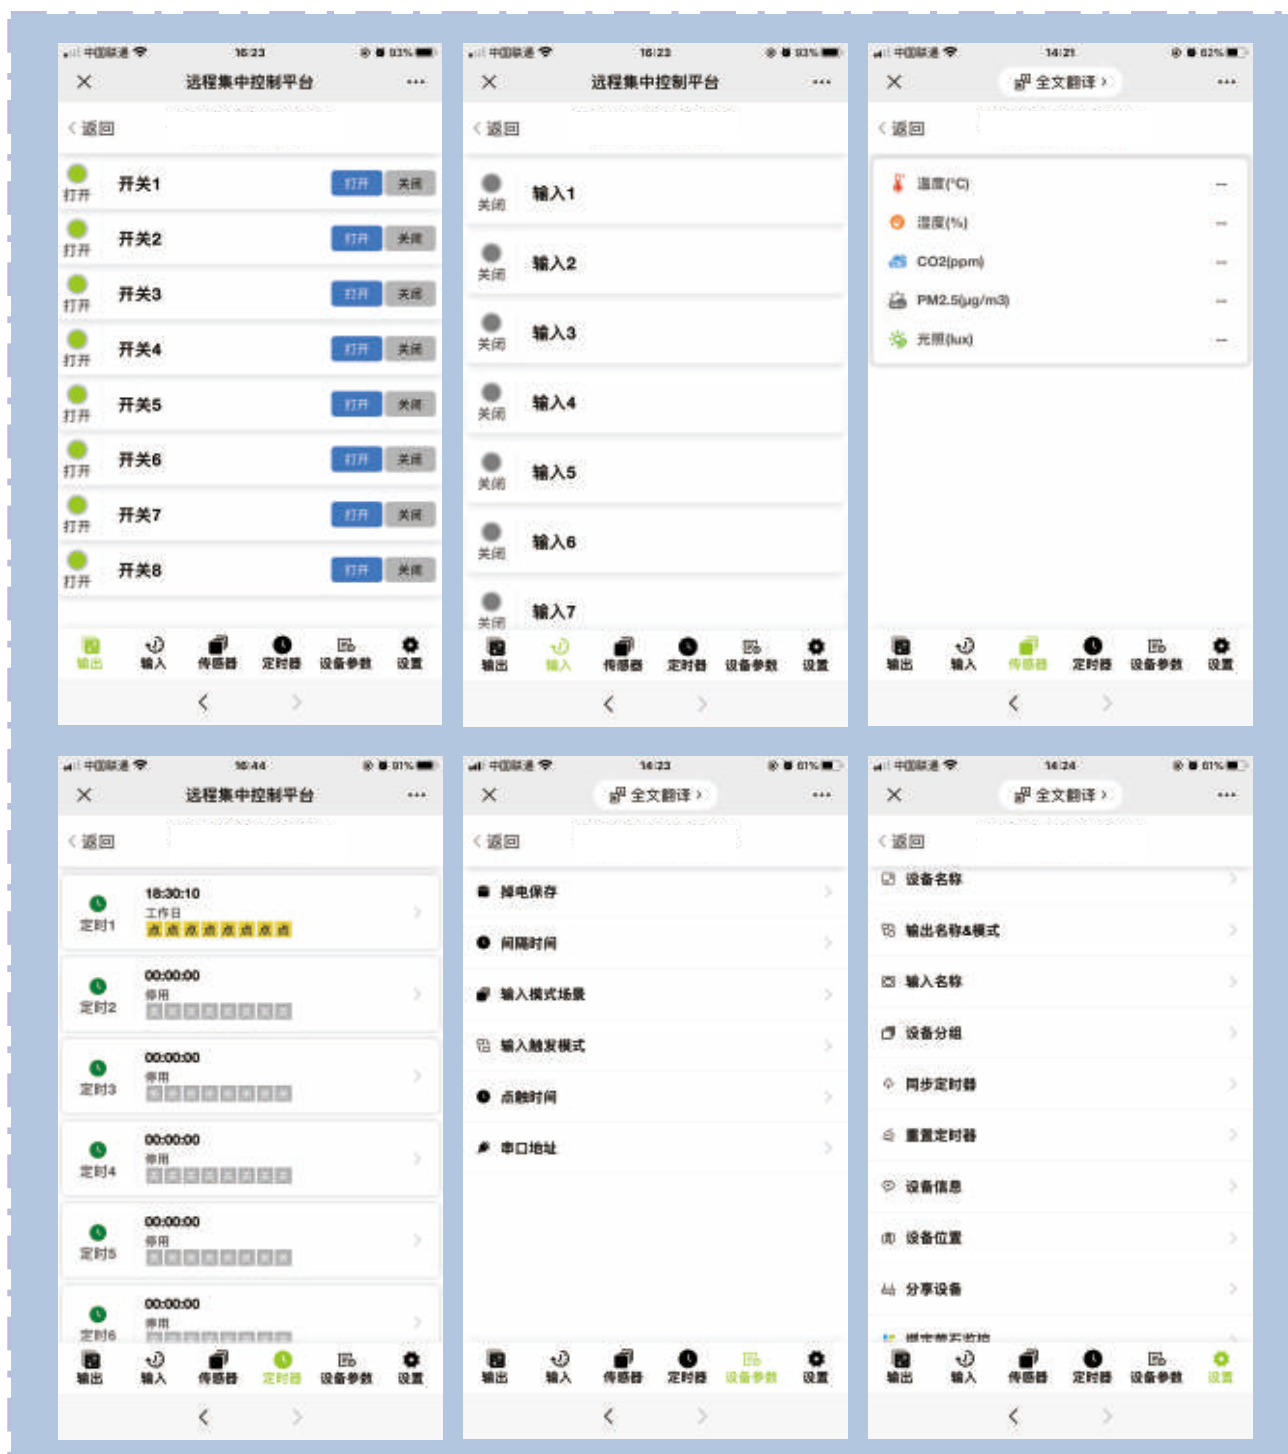 中国联通 16:23 93%
远程集中控制平台
返回
打开 开关1 打开 关闭
打开 开关2 打开 关闭
打开 开关3 打开 关闭
打开 开关4 打开 关闭
打开 开关5 打开 关闭
打开 开关6 打开 关闭
打开 开关7 打开 关闭
打开 开关8 打开 关闭
输出 输入 传感器 定时器 设备参数 设置
中国联通 16:23 93%
远程集中控制平台
返回
关闭 输入1
关闭 输入2
关闭 输入3
关闭 输入4
关闭 输入5
关闭 输入6
关闭 输入7
输出 输入 传感器 定时器 设备参数 设置
中国联通 14:21 62%
全文翻译
返回
温度(°C) --
湿度(%) --
CO2(ppm) --
PM2.5(μg/m3) --
光照(lux) --
输出 输入 传感器 定时器 设备参数 设置
中国联通 16:44 91%
远程集中控制平台
返回
18:30:10
工作日
定时1 点 点 点 点 点 点 点 点
00:00:00
停用
定时2
00:00:00
停用
定时3
00:00:00
停用
定时4
00:00:00
停用
定时5
00:00:00
停用
定时6
输出 输入 传感器 定时器 设备参数 设置
中国联通 14:23 61%
全文翻译
返回
掉电保存
间隔时间
输入模式场景
输入触发模式
点触时间
串口地址
输出 输入 传感器 定时器 设备参数 设置
中国联通 14:24 61%
全文翻译
返回
设备名称
输出名称&模式
输入名称
设备分组
同步定时器
重置定时器
设备信息
设备位置
分享设备
绑定萤石监控
输出 输入 传感器 定时器 设备参数 设置